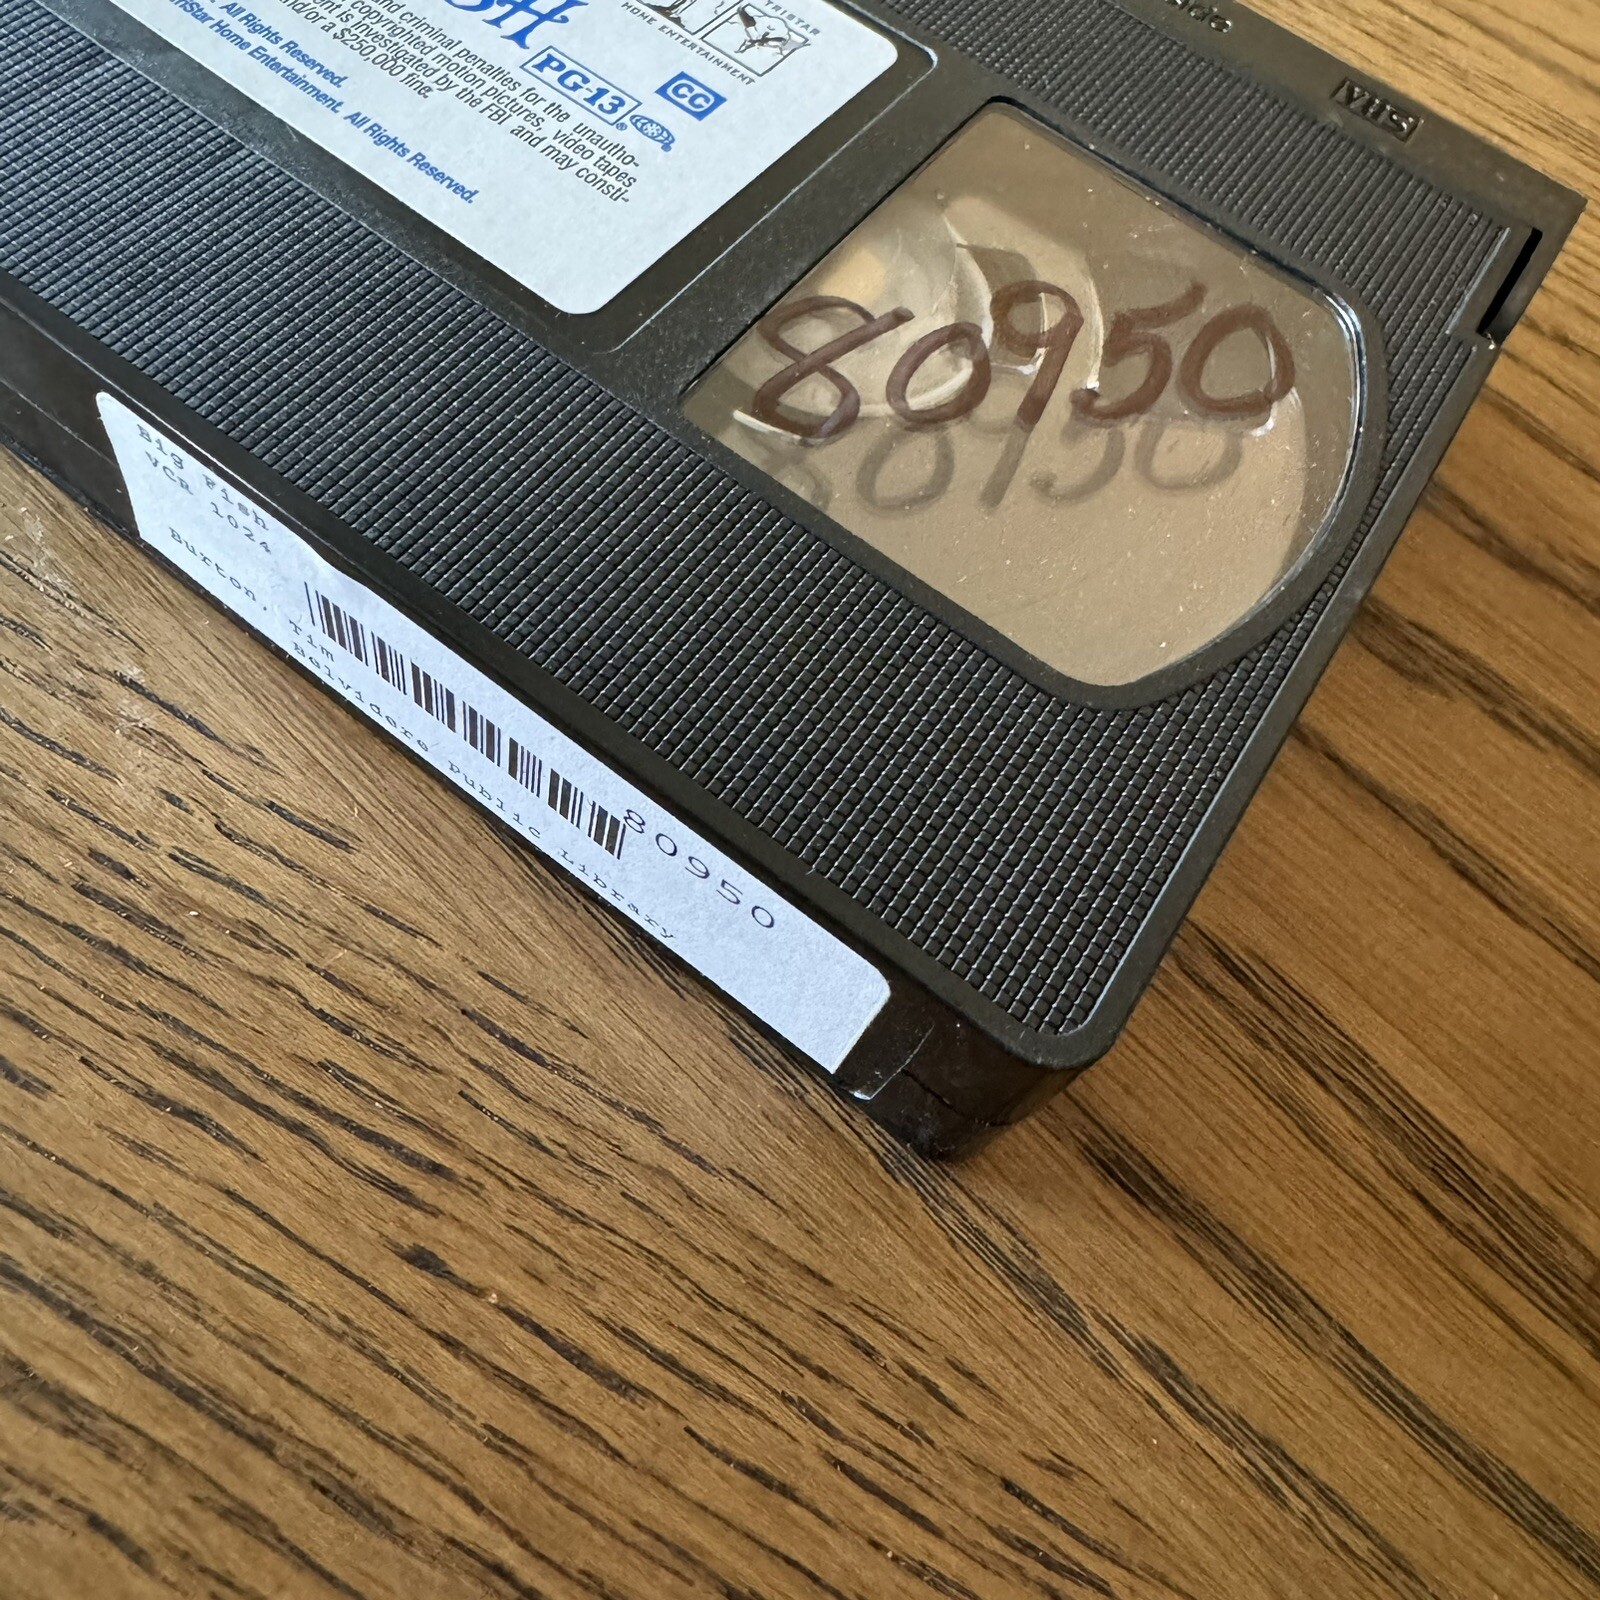 SH
TRISTAR
HOME ENTERTAINMENT
PG-13®
CC
and criminal penalties for the unautho-
copyrighted motion pictures, video tapes
is investigated by the FBI and may consti-
and/or a $250,000 fine.
All Rights Reserved.
Home Entertainment. All Rights Reserved.
VHS
80950
Big Fish
VCR 1024
Burton, Tim
80950
Belvidere Public Library